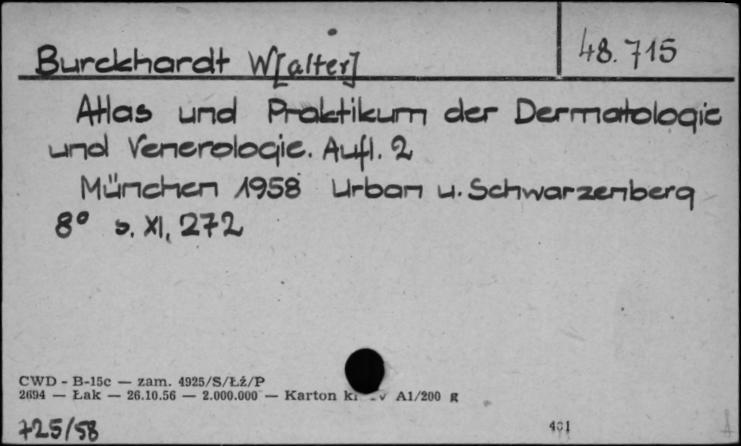 48.715
Burckhardt W[alter]
Atlas und Praktikum der Dermatologie
und Venerologie. Aufl. 2
München 1958 Urban u. Schwarzenberg
8° s. XI, 272
CWD - B-15c — zam. 4925/S/Łż/P
2694 — Łak — 26.10.56 — 2.000.000 — Karton kl IV A1/200 g
725/58
401